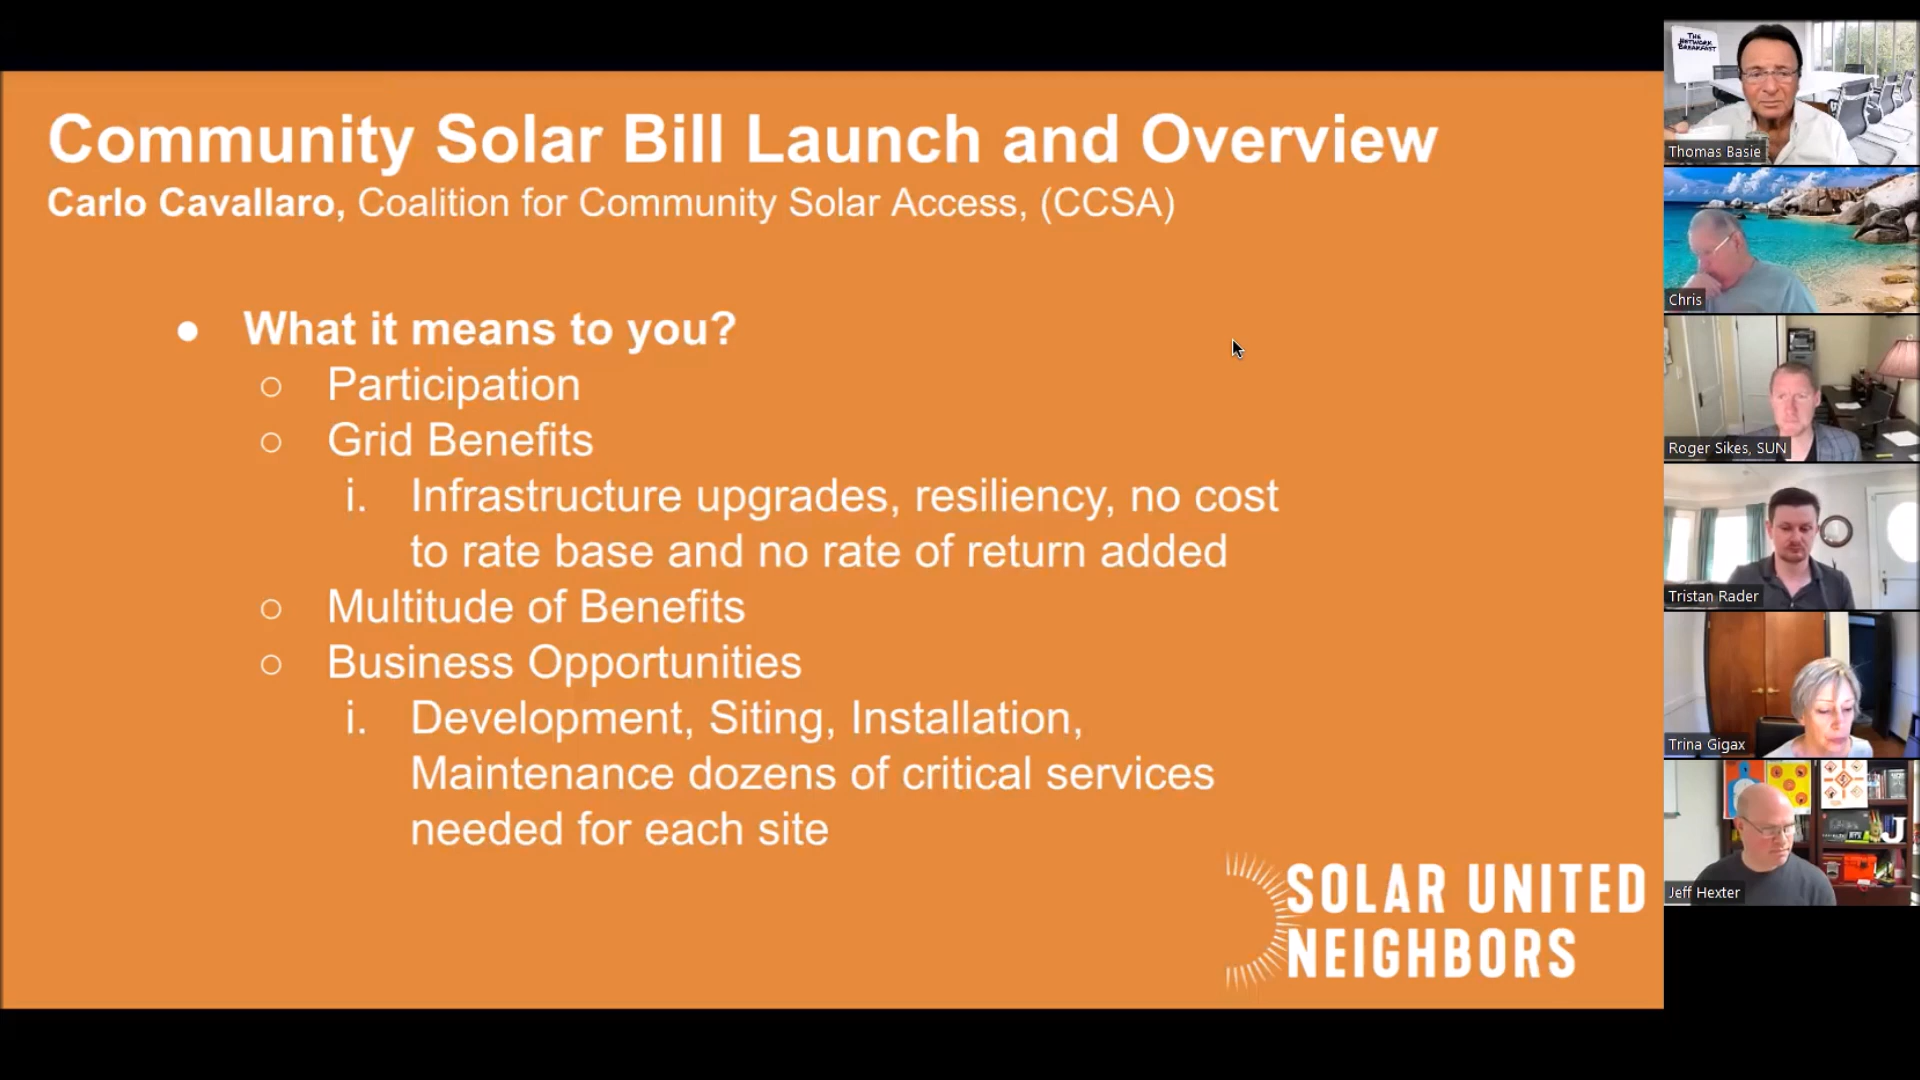 Community Solar Bill Launch and Overview
Carlo Cavallaro, Coalition for Community Solar Access, (CCSA)
● What it means to you?
○ Participation
○ Grid Benefits
i. Infrastructure upgrades, resiliency, no cost
to rate base and no rate of return added
○ Multitude of Benefits
○ Business Opportunities
i. Development, Siting, Installation,
Maintenance dozens of critical services
needed for each site
SOLAR UNITED
NEIGHBORS
THE
NETWORK
BREAKFAST
Thomas Basie
Chris
Roger Sikes, SUN
Tristan Rader
Trina Gigax
J
Jeff Hexter